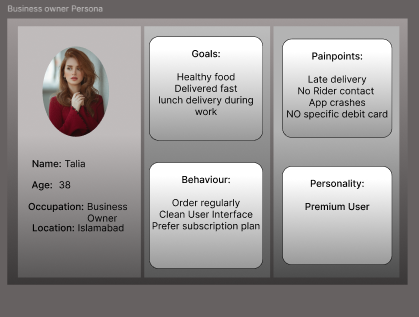 Business owner Persona
Name: Talia
Age: 38
Occupation: Business
Owner
Location: Islamabad
Goals:
Healthy food
Delivered fast
lunch delivery during
work
Behaviour:
Order regularly
Clean User Interface
Prefer subscription plan
Painpoints:
Late delivery
No Rider contact
App crashes
NO specific debit card
Personality:
Premium User